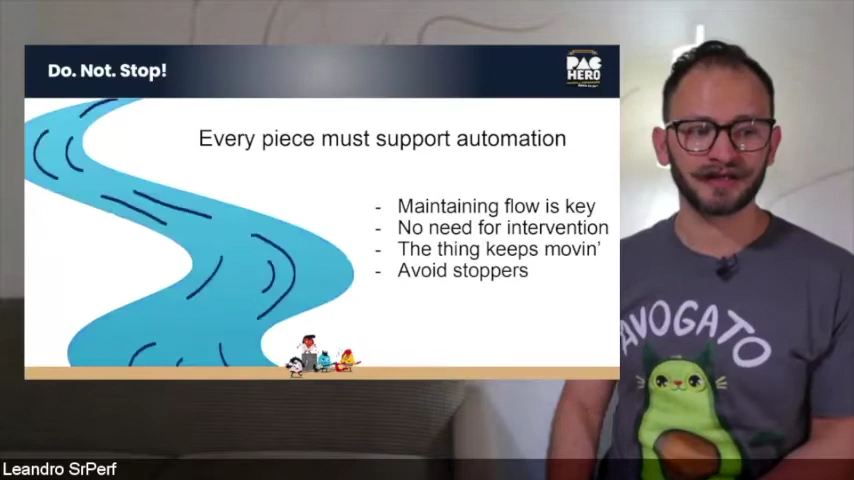 Do. Not. Stop!
PAC
HERO
Every piece must support automation
- Maintaining flow is key
- No need for intervention
- The thing keeps movin’
- Avoid stoppers
AVOGATO
Leandro SrPerf